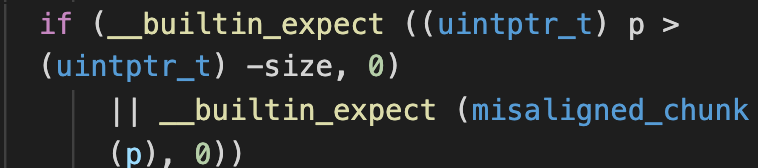 if (__builtin_expect ((uintptr_t) p >
(uintptr_t) -size, 0)
|| __builtin_expect (misaligned_chunk
(p), 0))